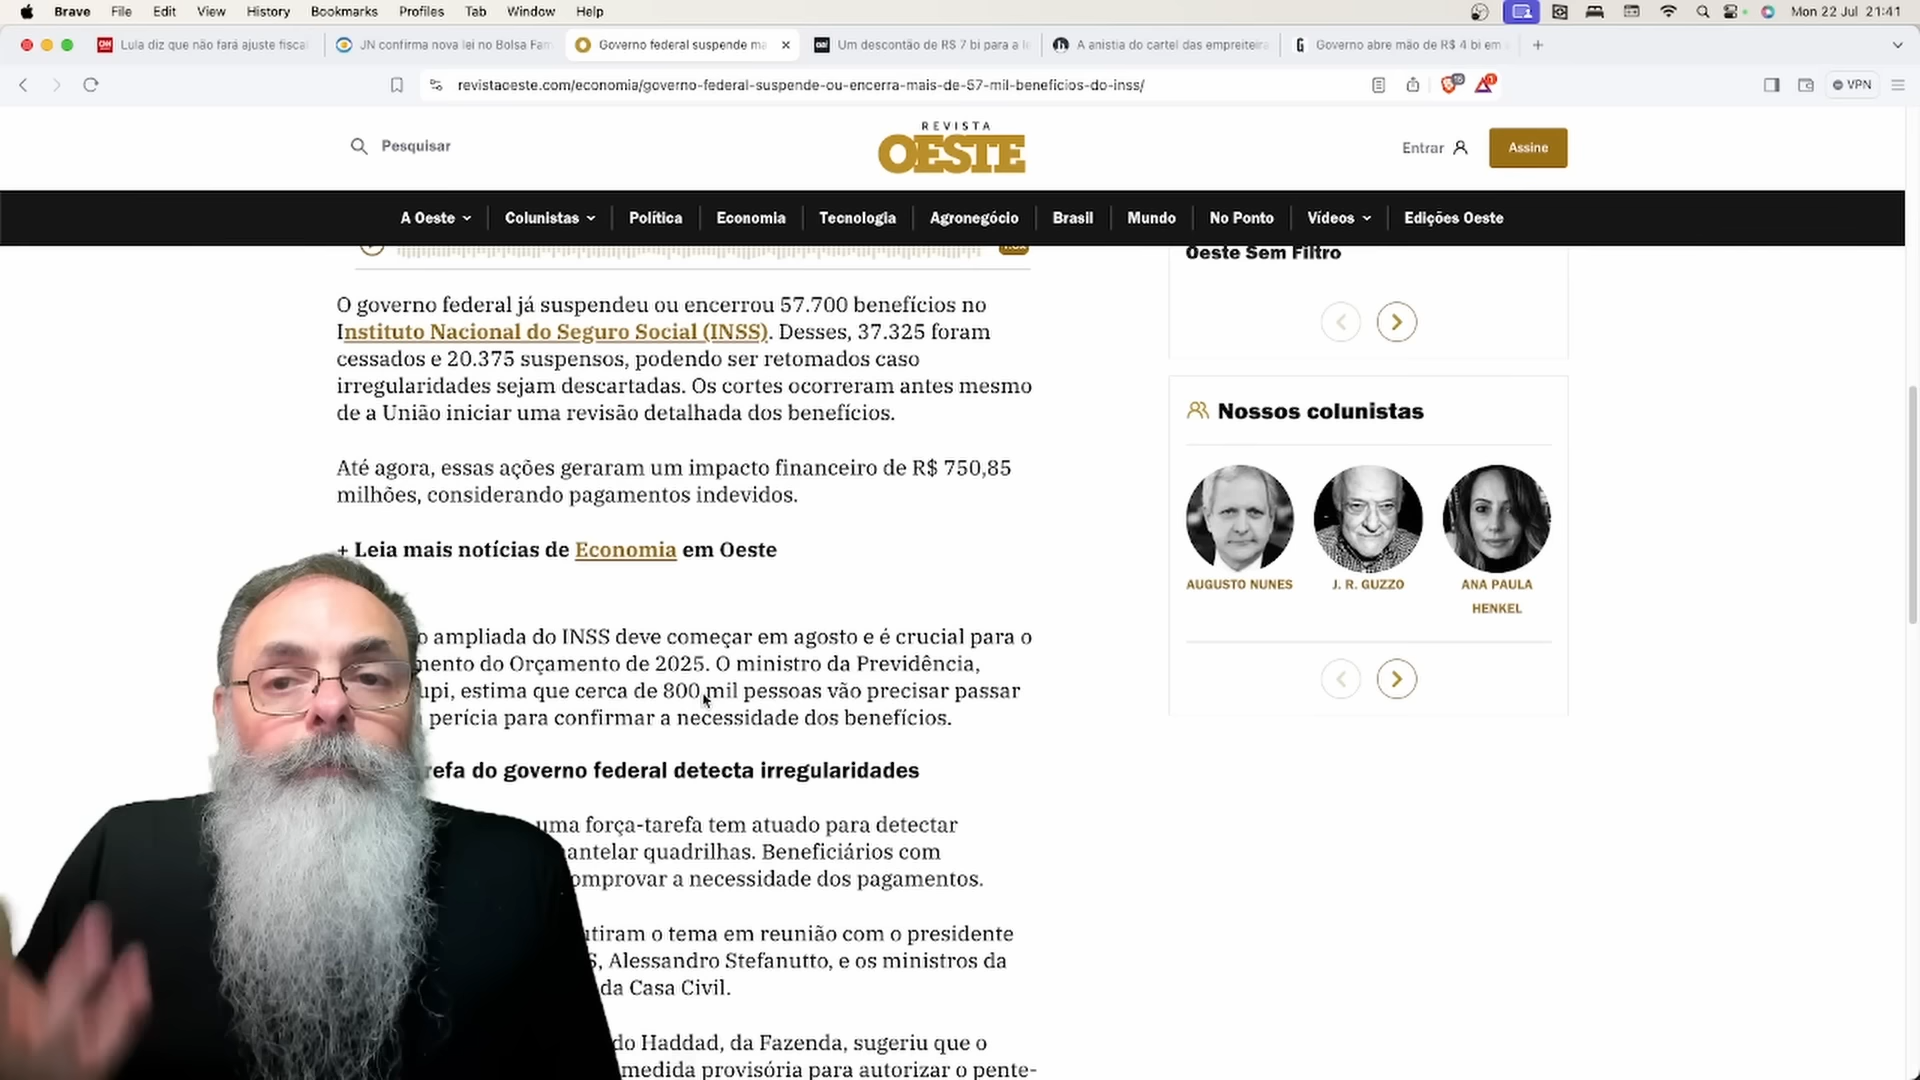 Brave File Edit View History Bookmarks Profiles Tab Window Help Mon 22 Jul 21:41
Lula diz que não fará ajuste fiscal JN confirma nova lei no Bolsa Fam Governo federal suspende ma Um descontão de R$ 7 bi para a A anistia do cartel das empreiteira Governo abre mão de R$ 4 bi em
revistaoeste.com/economia/governo-federal-suspende-ou-encerra-mais-de-57-mil-beneficios-do-inss/ VPN
Pesquisar
REVISTA
OESTE
Entrar
Assine
A Oeste Colunistas Política Economia Tecnologia Agronegócio Brasil Mundo No Ponto Vídeos Edições Oeste
O governo federal já suspendeu ou encerrou 57.700 benefícios no
Instituto Nacional do Seguro Social (INSS). Desses, 37.325 foram
cessados e 20.375 suspensos, podendo ser retomados caso
irregularidades sejam descartadas. Os cortes ocorreram antes mesmo
de a União iniciar uma revisão detalhada dos benefícios.
Até agora, essas ações geraram um impacto financeiro de R$ 750,85
milhões, considerando pagamentos indevidos.
+ Leia mais notícias de Economia em Oeste
o ampliada do INSS deve começar em agosto e é crucial para o
mento do Orçamento de 2025. O ministro da Previdência,
upi, estima que cerca de 800 mil pessoas vão precisar passar
perícia para confirmar a necessidade dos benefícios.
refa do governo federal detecta irregularidades
uma força-tarefa tem atuado para detectar
antelar quadrilhas. Beneficiários com
omprovar a necessidade dos pagamentos.
utiram o tema em reunião com o presidente
S, Alessandro Stefanutto, e os ministros da
da Casa Civil.
do Haddad, da Fazenda, sugeriu que o
medida provisória para autorizar o pente-
Oeste Sem Filtro
Nossos colunistas
AUGUSTO NUNES
J. R. GUZZO
ANA PAULA
HENKEL